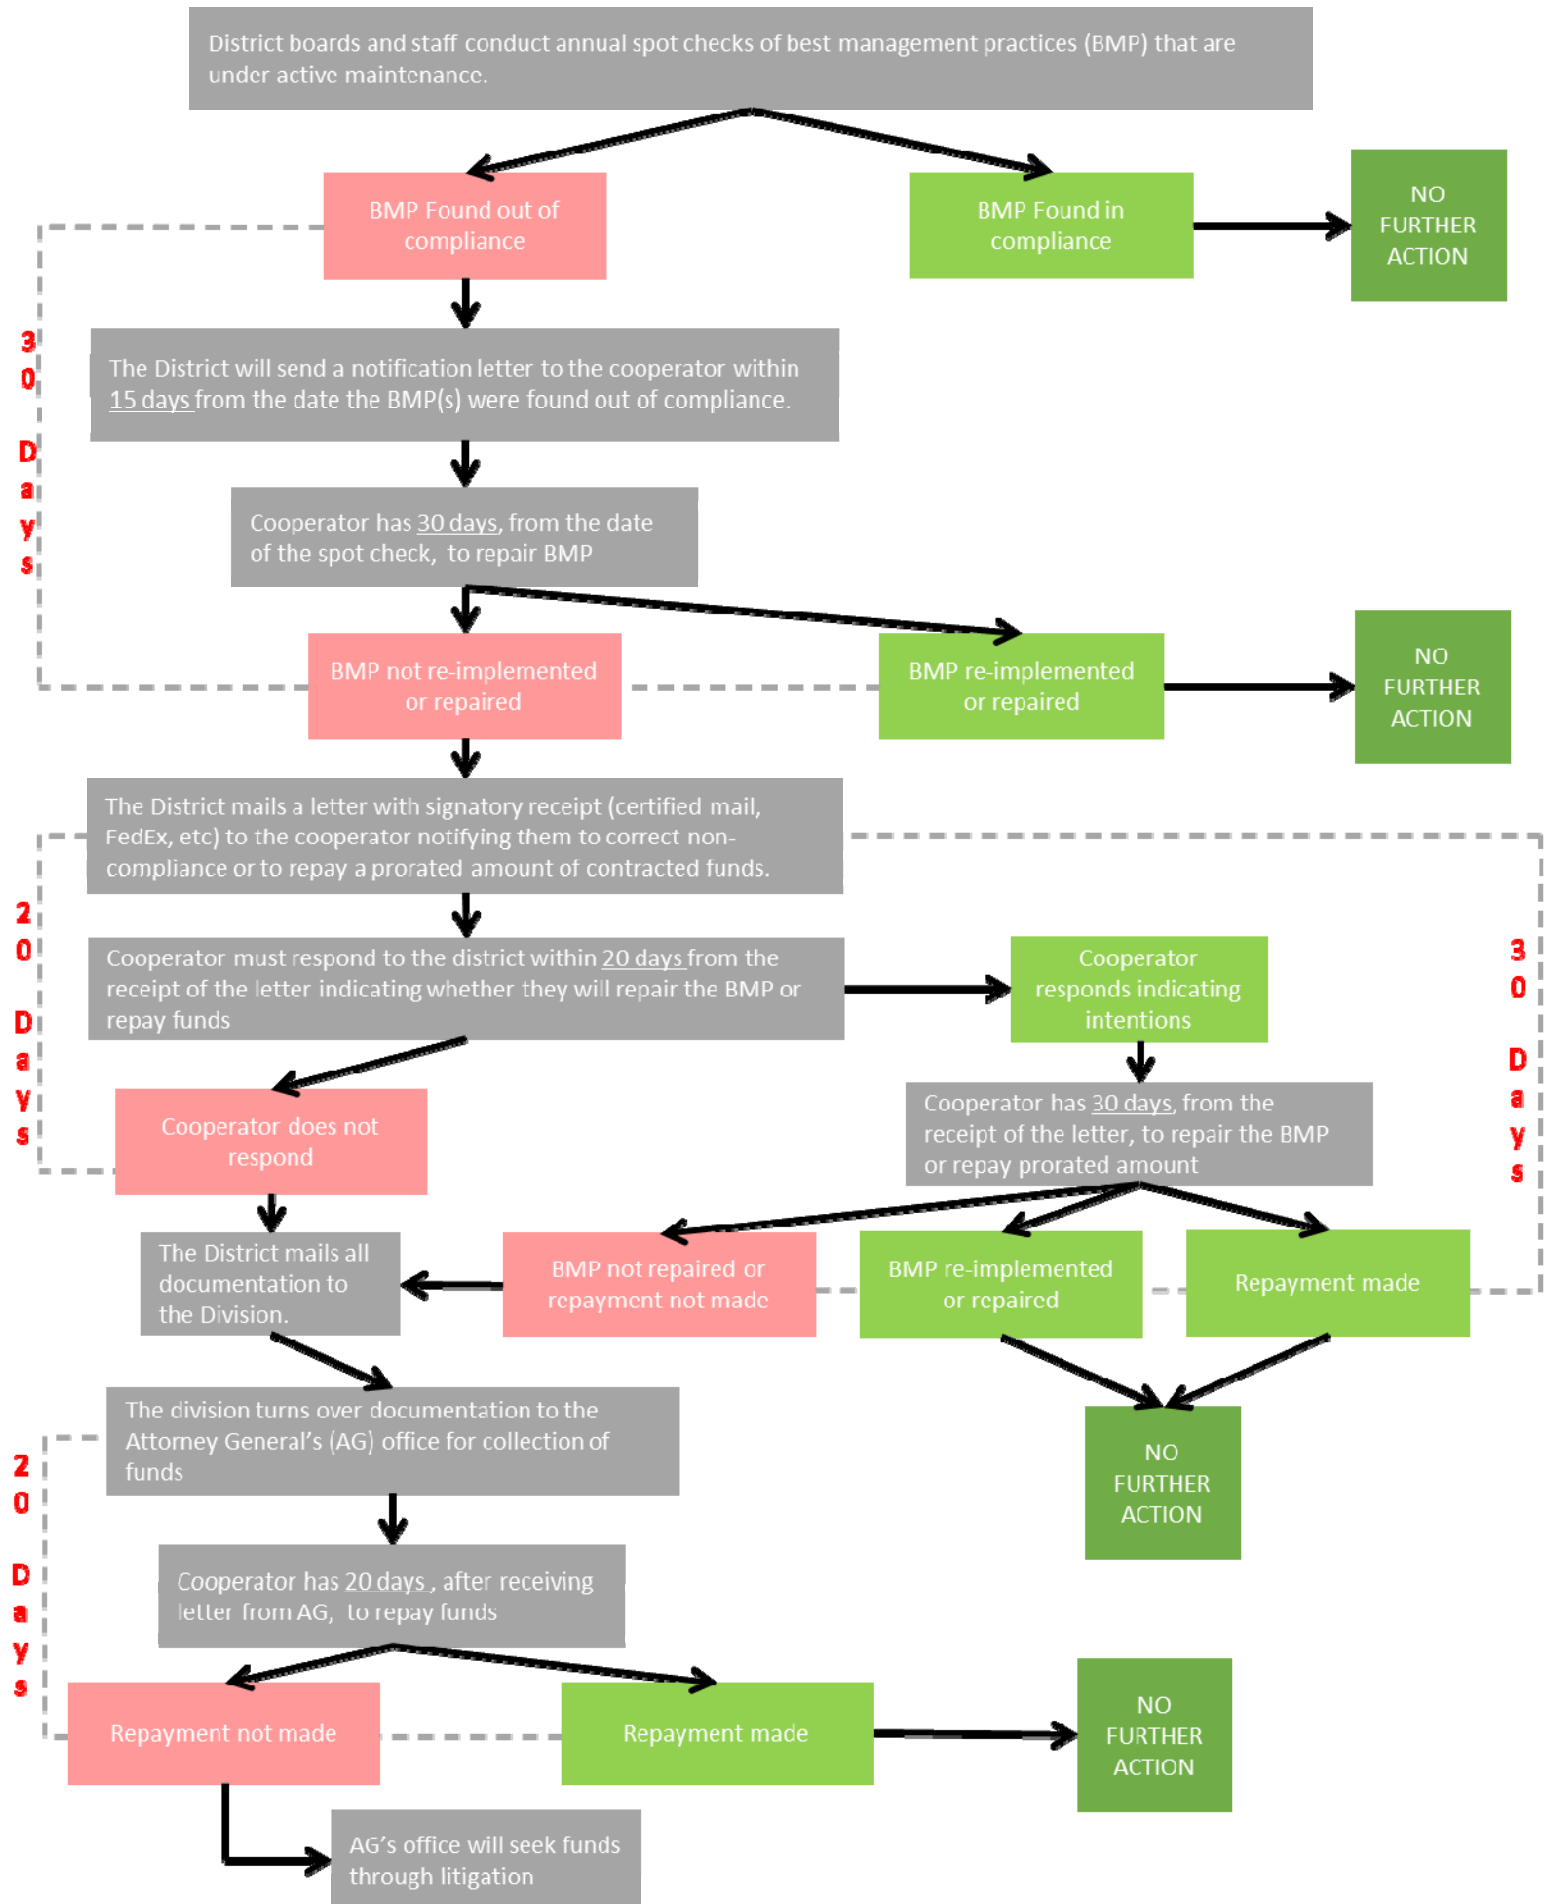 District boards and staff conduct annual spot checks of best management practices (BMP) that are
under active maintenance.
BMP Found out of
compliance
BMP Found in
compliance
NO
FURTHER
ACTION
30 Days
The District will send a notification letter to the cooperator within
15 days from the date the BMP(s) were found out of compliance.
Cooperator has 30 days, from the date
of the spot check, to repair BMP
BMP not re-implemented
or repaired
BMP re-implemented
or repaired
NO
FURTHER
ACTION
The District mails a letter with signatory receipt (certified mail,
FedEx, etc) to the cooperator notifying them to correct non-
compliance or to repay a prorated amount of contracted funds.
20 Days
Cooperator must respond to the district within 20 days from the
receipt of the letter indicating whether they will repair the BMP or
repay funds
Cooperator
responds indicating
intentions
30 Days
Cooperator does not
respond
Cooperator has 30 days, from the
receipt of the letter, to repair the BMP
or repay prorated amount
The District mails all
documentation to
the Division.
BMP not repaired or
repayment not made
BMP re-implemented
or repaired
Repayment made
The division turns over documentation to the
Attorney General's (AG) office for collection of
funds
NO
FURTHER
ACTION
20 Days
Cooperator has 20 days , after receiving
letter from AG, to repay funds
Repayment not made
Repayment made
NO
FURTHER
ACTION
AG's office will seek funds
through litigation